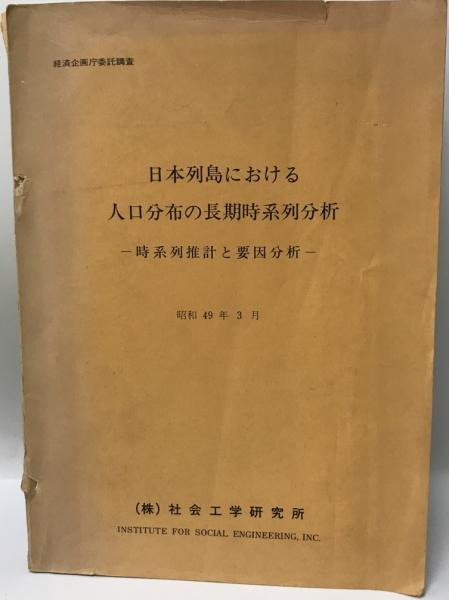 経済企画庁委託調査
日本列島における
人口分布の長期時系列分析
－時系列推計と要因分析－
昭和 49 年 3 月
(株) 社会工学研究所
INSTITUTE FOR SOCIAL ENGINEERING, INC.